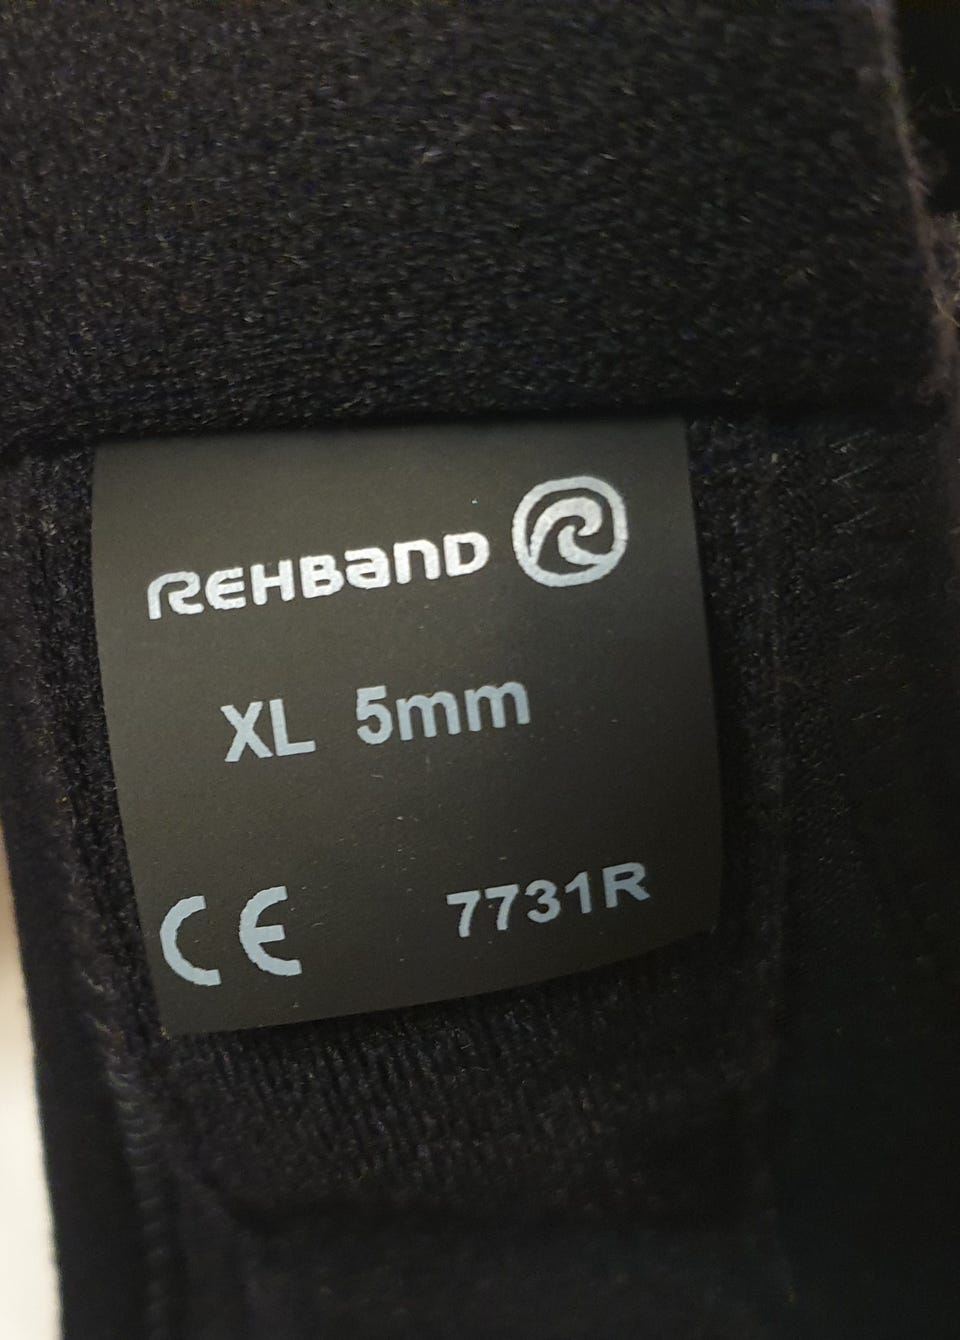 REHBAND
XL 5mm
CE 7731R